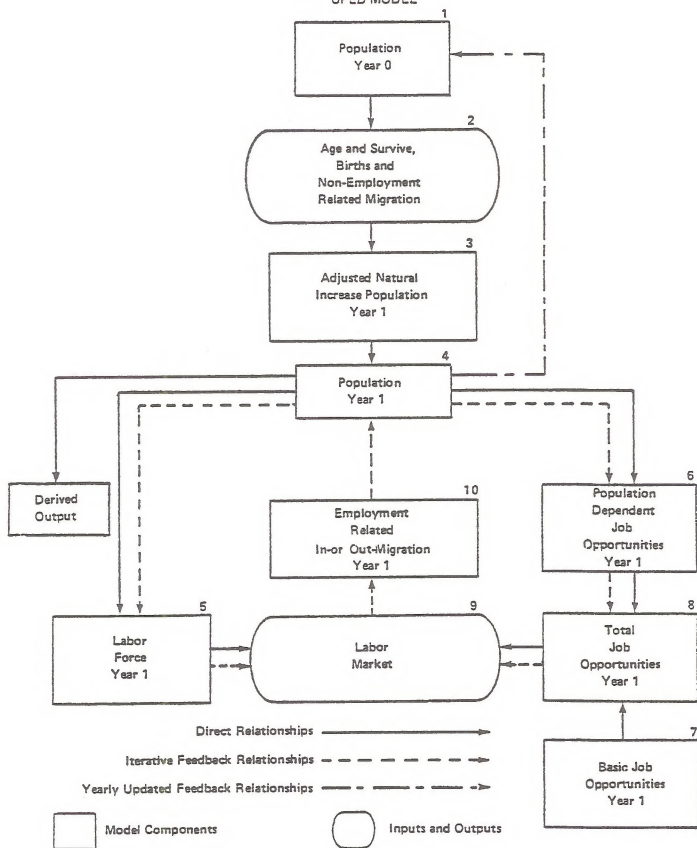 1
Population
Year 0
2
Age and Survive,
Births and
Non-Employment
Related Migration
3
Adjusted Natural
Increase Population
Year 1
4
Population
Year 1
Derived
Output
10
Employment
Related
In-or Out-Migration
Year 1
6
Population
Dependent
Job
Opportunities
Year 1
5
Labor
Force
Year 1
9
Labor
Market
8
Total
Job
Opportunities
Year 1
7
Basic Job
Opportunities
Year 1
Direct Relationships
Iterative Feedback Relationships
Yearly Updated Feedback Relationships
Model Components
Inputs and Outputs